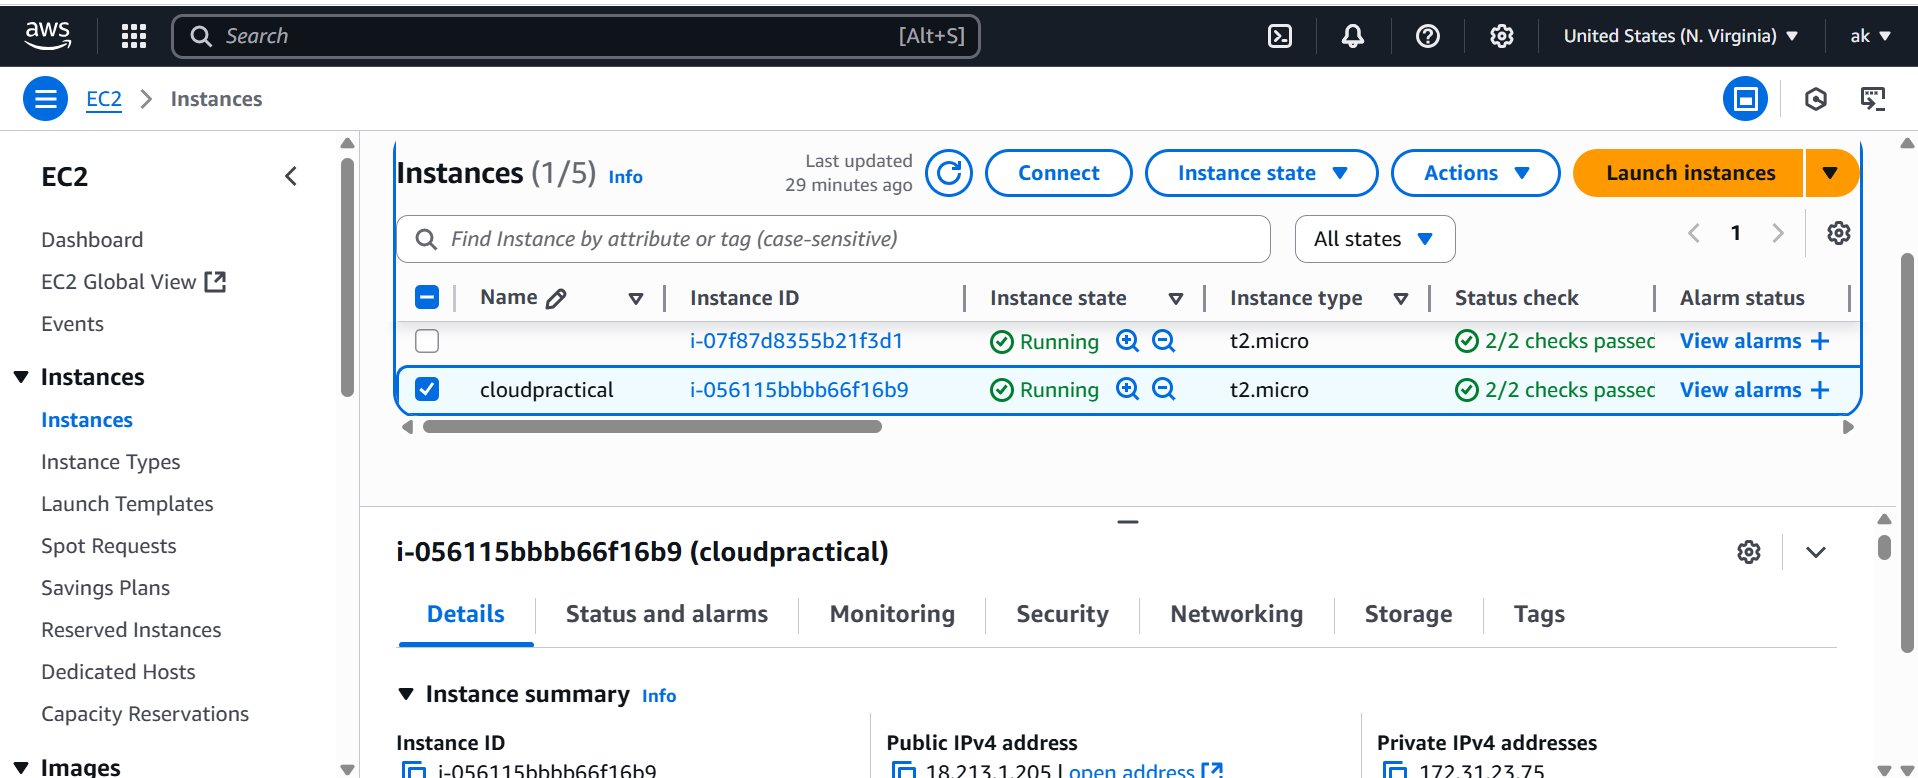 aws
Search [Alt+S]
United States (N. Virginia)
ak
EC2 Instances
EC2
Dashboard
EC2 Global View
Events
Instances
Instances
Instance Types
Launch Templates
Spot Requests
Savings Plans
Reserved Instances
Dedicated Hosts
Capacity Reservations
Images
Instances (1/5) Info
Last updated
29 minutes ago
Connect
Instance state
Actions
Launch instances
Find Instance by attribute or tag (case-sensitive)
All states
1
Name Instance ID Instance state Instance type Status check Alarm status
i-07f87d8355b21f3d1 Running t2.micro 2/2 checks passed View alarms +
cloudpractical i-056115bbbb66f16b9 Running t2.micro 2/2 checks passed View alarms +
i-056115bbbb66f16b9 (cloudpractical)
Details Status and alarms Monitoring Security Networking Storage Tags
Instance summary Info
Instance ID
i-056115bbbb66f16b9
Public IPv4 address
18.213.1.205 | open address
Private IPv4 addresses
172.31.23.75